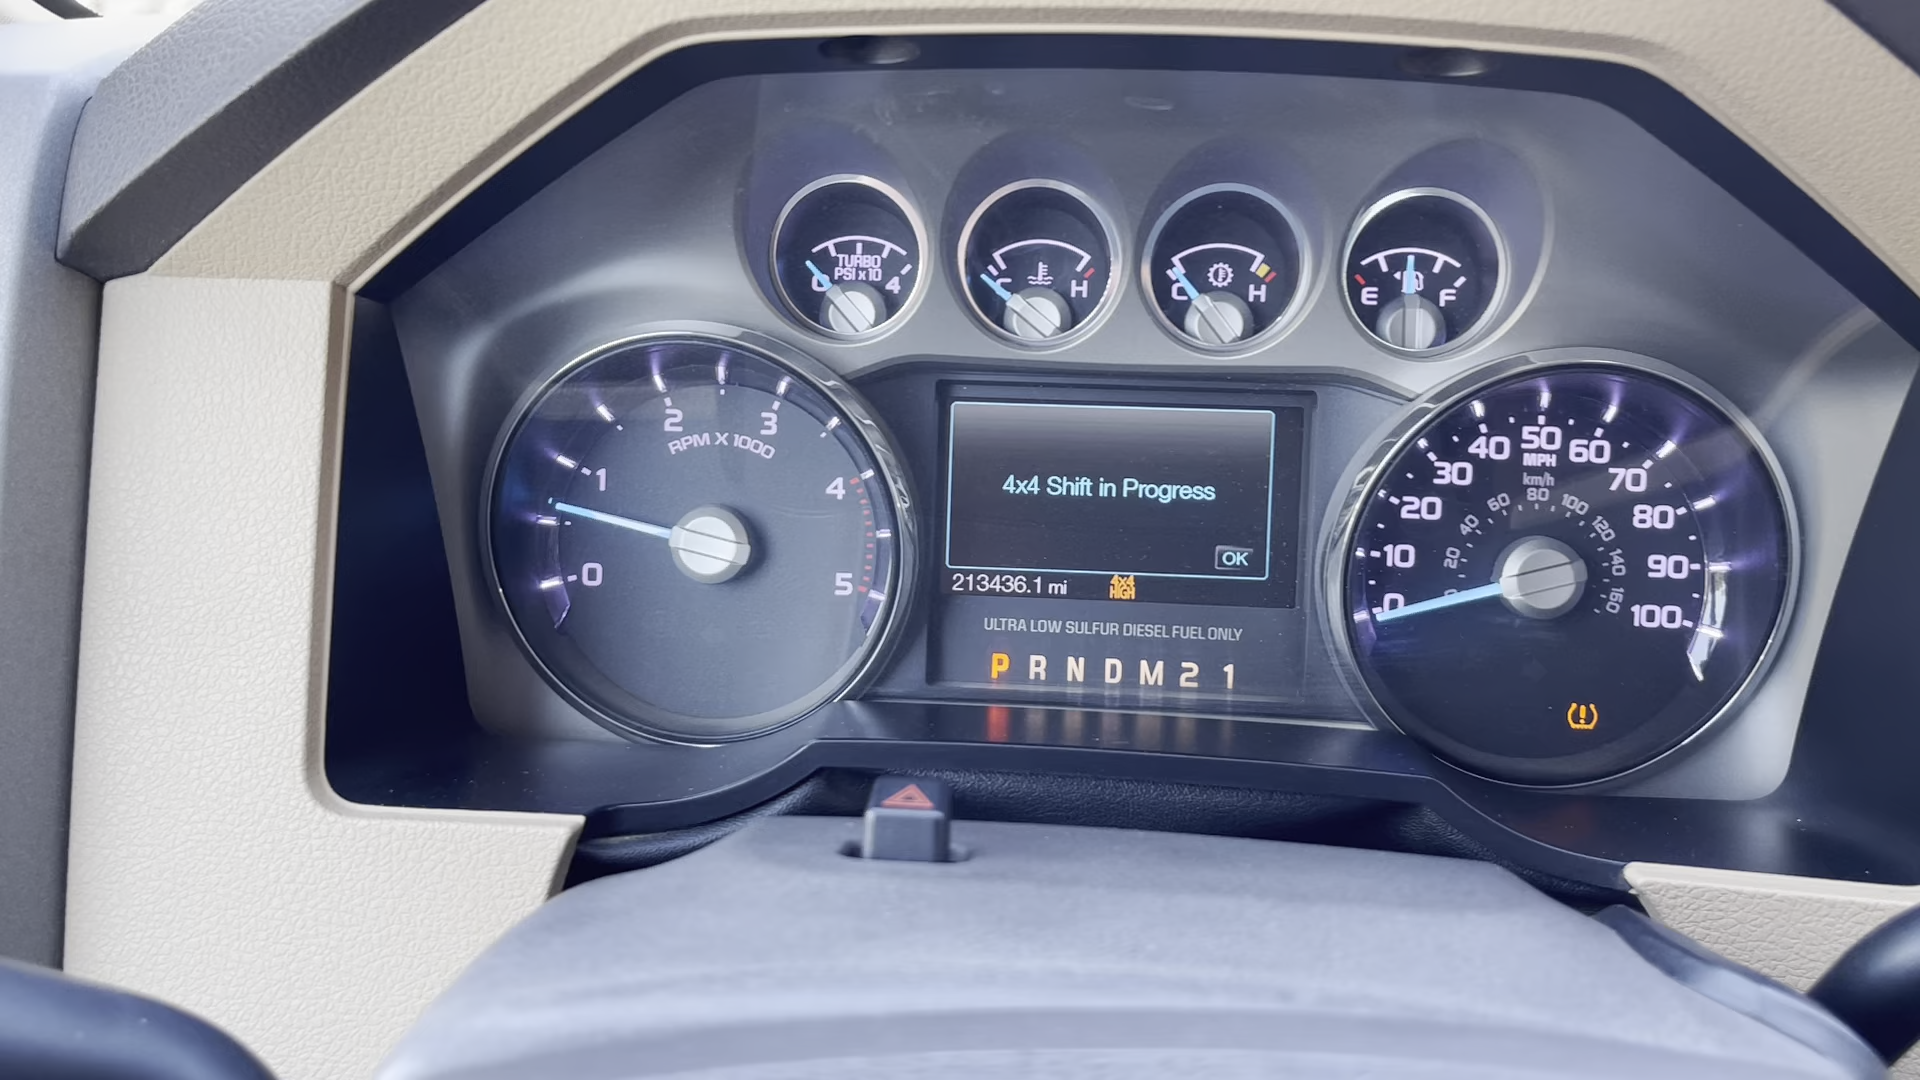 TURBO
PSI x 10
0 4
C H
C H
E F
0 1 2 3 4 5
RPM X 1000
4x4 Shift in Progress
OK
213436.1 mi
4x4
HIGH
ULTRA LOW SULFUR DIESEL FUEL ONLY
P R N D M 2 1
0 10 20 30 40 50 60 70 80 90 100
MPH
km/h
20 40 60 80 100 120 140 160